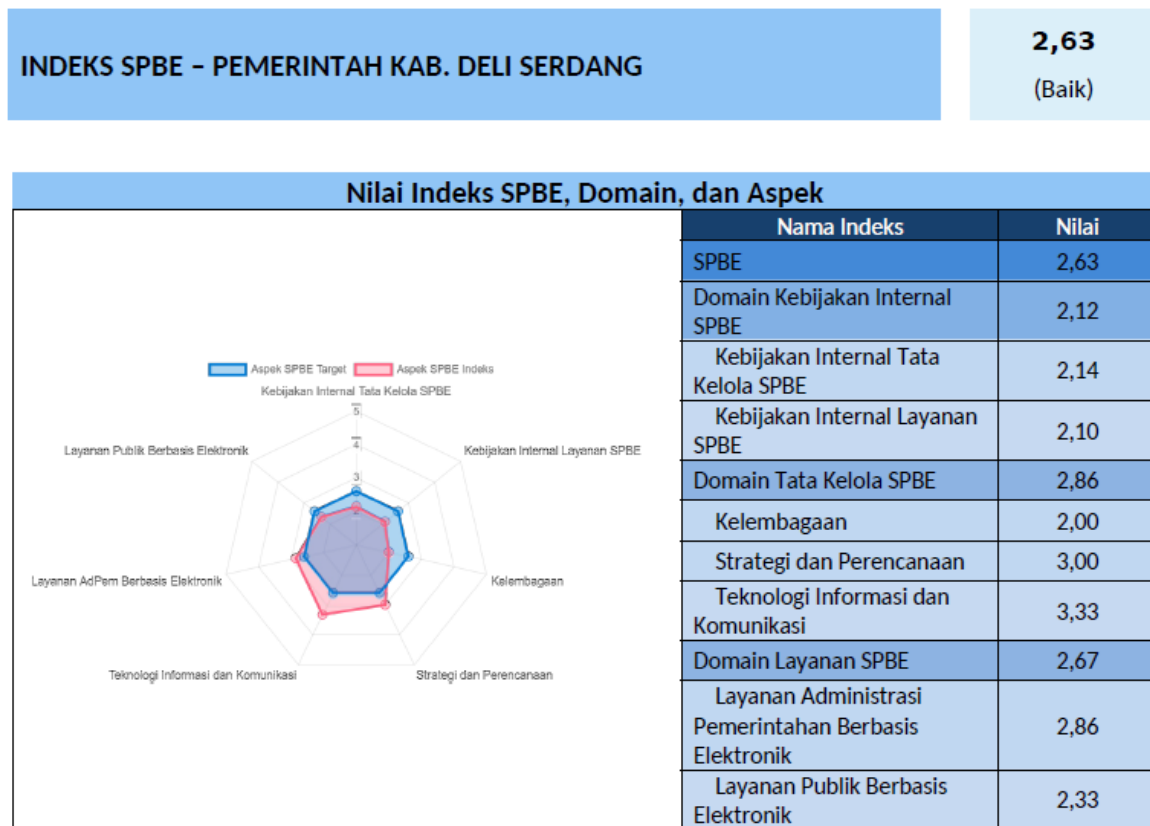 INDEKS SPBE – PEMERINTAH KAB. DELI SERDANG
2,63
(Baik)
Nilai Indeks SPBE, Domain, dan Aspek
Aspek SPBE Target
Aspek SPBE Indeks
Kebijakan Internal Tata Kelola SPBE
5
4
3
2
Layanan Publik Berbasis Elektronik
Kebijakan Internal Layanan SPBE
Layanan AdPem Berbasis Elektronik
Kelembagaan
Teknologi Informasi dan Komunikasi
Strategi dan Perencanaan
Nama Indeks
Nilai
SPBE
2,63
Domain Kebijakan Internal
SPBE
2,12
Kebijakan Internal Tata
Kelola SPBE
2,14
Kebijakan Internal Layanan
SPBE
2,10
Domain Tata Kelola SPBE
2,86
Kelembagaan
2,00
Strategi dan Perencanaan
3,00
Teknologi Informasi dan
Komunikasi
3,33
Domain Layanan SPBE
2,67
Layanan Administrasi
Pemerintahan Berbasis
Elektronik
2,86
Layanan Publik Berbasis
Elektronik
2,33